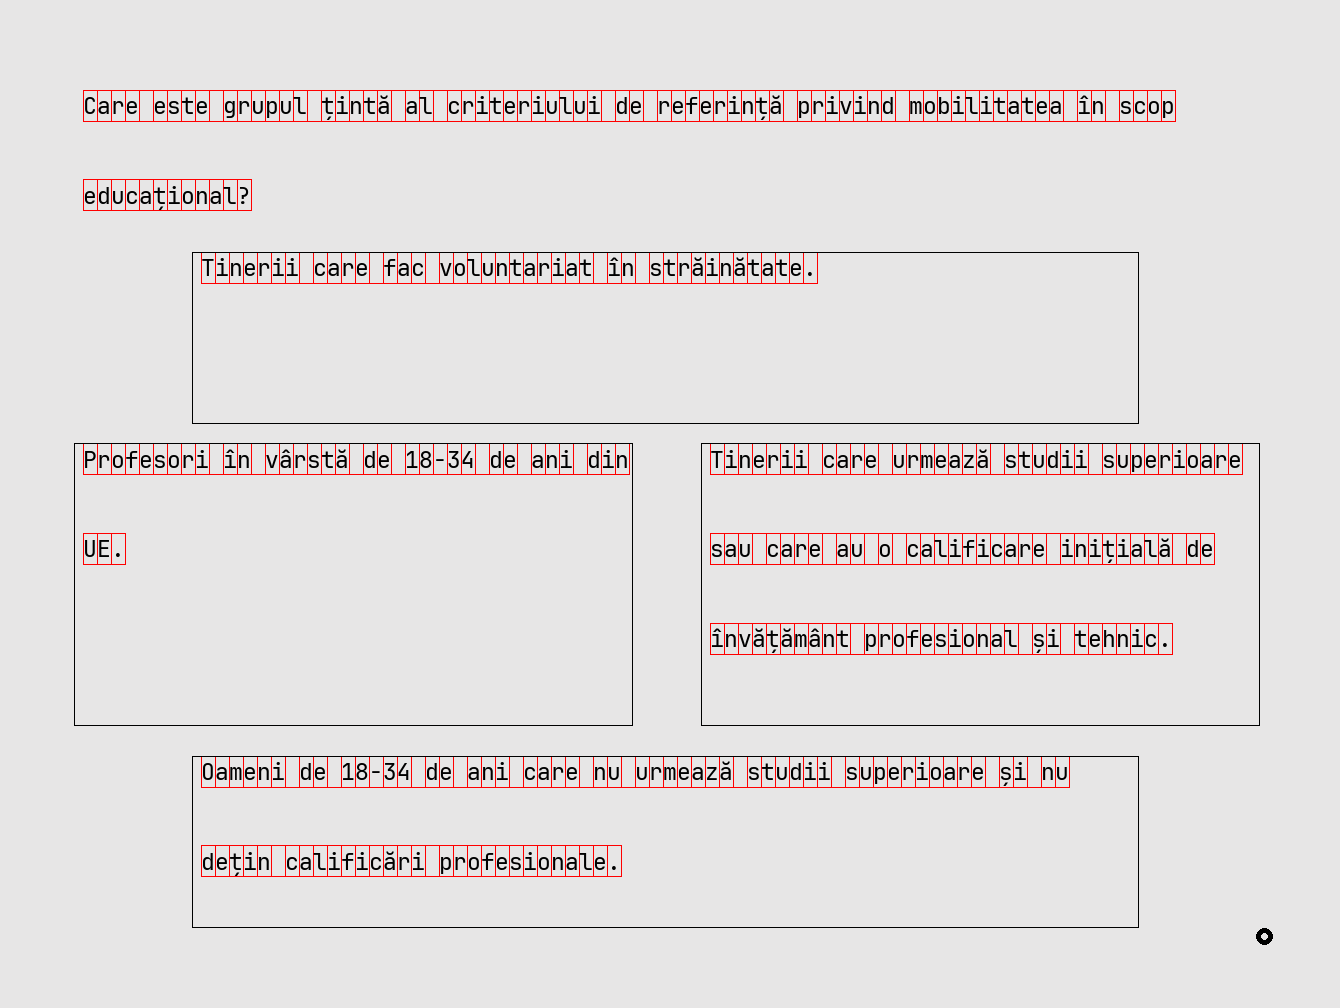 Care este grupul țintă al criteriului de referință privind mobilitatea în scop
educațional?
Tinerii care fac voluntariat în străinătate.
Profesori în vârstă de 18-34 de ani din
UE.
Tinerii care urmează studii superioare
sau care au o calificare inițială de
învățământ profesional și tehnic.
Oameni de 18-34 de ani care nu urmează studii superioare și nu
dețin calificări profesionale.